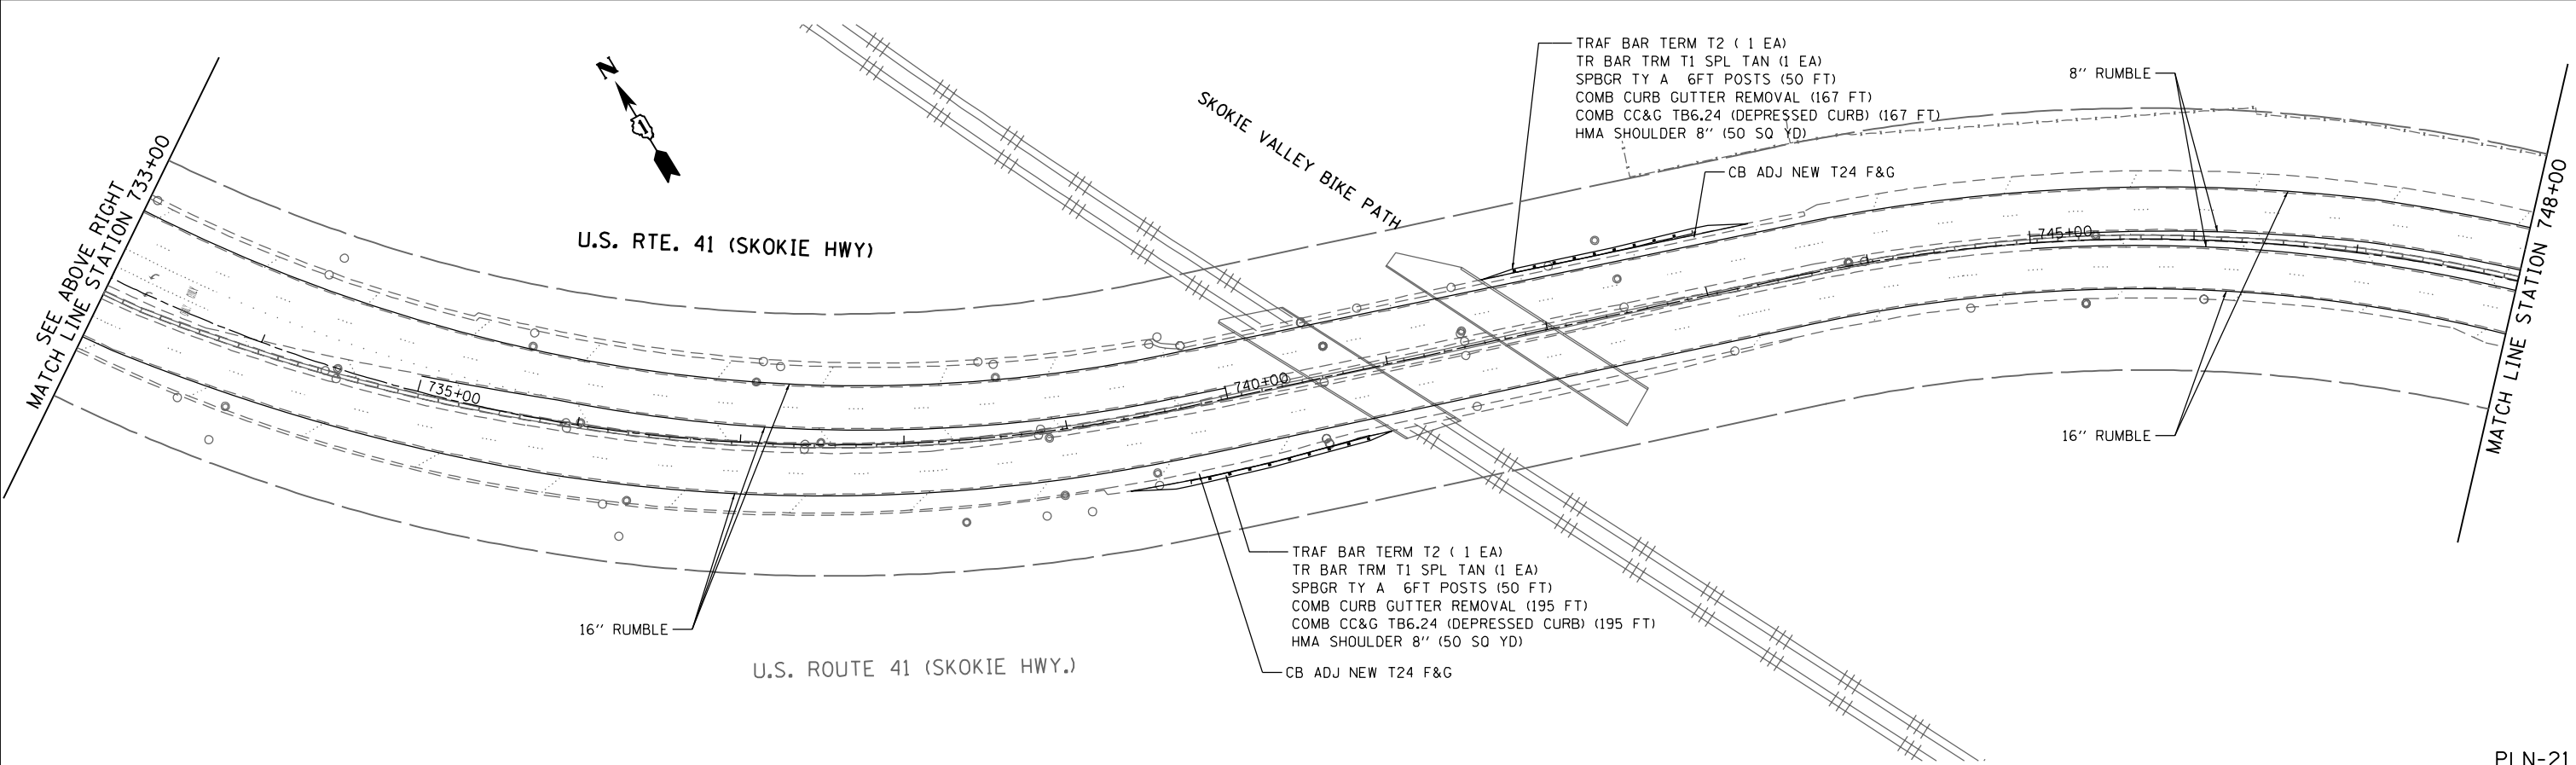 TRAF BAR TERM T2 ( 1 EA)
TR BAR TRM T1 SPL TAN (1 EA)
SPBGR TY A  6FT POSTS (50 FT)
COMB CURB GUTTER REMOVAL (167 FT)
COMB CC&G TB6.24 (DEPRESSED CURB) (167 FT)
HMA SHOULDER 8'' (50 SQ YD)
CB ADJ NEW T24 F&G
8'' RUMBLE
N
1
SKOKIE VALLEY BIKE PATH
U.S. RTE. 41 (SKOKIE HWY)
SEE ABOVE RIGHT
MATCH LINE STATION 733+00
735+00
740+00
745+00
MATCH LINE STATION 748+00
16'' RUMBLE
TRAF BAR TERM T2 ( 1 EA)
TR BAR TRM T1 SPL TAN (1 EA)
SPBGR TY A  6FT POSTS (50 FT)
COMB CURB GUTTER REMOVAL (195 FT)
COMB CC&G TB6.24 (DEPRESSED CURB) (195 FT)
HMA SHOULDER 8'' (50 SQ YD)
CB ADJ NEW T24 F&G
16'' RUMBLE
U.S. ROUTE 41 (SKOKIE HWY.)
PLN-21